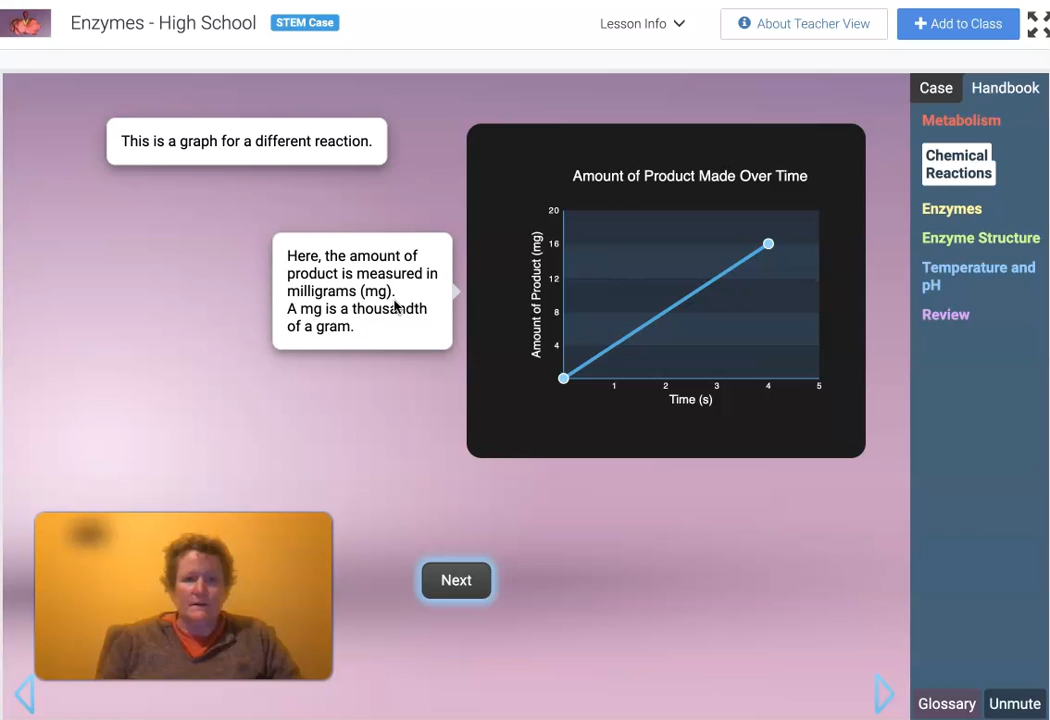 Enzymes - High School
STEM Case
Lesson Info
About Teacher View
Add to Class
Case
Handbook
Metabolism
Chemical
Reactions
Enzymes
Enzyme Structure
Temperature and
pH
Review
This is a graph for a different reaction.
Here, the amount of
product is measured in
milligrams (mg).
A mg is a thousandth
of a gram.
Amount of Product Made Over Time
Amount of Product (mg)
20
16
12
8
4
1 2 3 4 5
Time (s)
Next
Glossary
Unmute